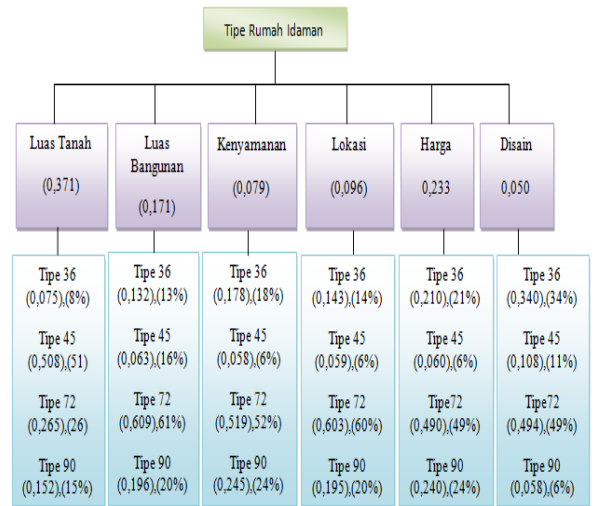 Tipe Rumah Idaman
Luas Tanah
(0,371)
Luas
Bangunan
(0,171)
Kenyamanan
(0,079)
Lokasi
(0,096)
Harga
0,233
Disain
0,050
Tipe 36
(0,075),(8%)
Tipe 45
(0,508),(51)
Tipe 72
(0,265),(26)
Tipe 90
(0,152),(15%)
Tipe 36
(0,132),(13%)
Tipe 45
(0,063),(16%)
Tipe 72
(0,609),61%)
Tipe 90
(0,196),(20%)
Tipe 36
(0,178),(18%)
Tipe 45
(0,058),(6%)
Tipe 72
(0,519),52%)
Tipe 90
(0,245),(24%)
Tipe 36
(0,143),(14%)
Tipe 45
(0,059),(6%)
Tipe 72
(0,603),(60%)
Tipe 90
(0,195),(20%)
Tipe 36
(0,210),(21%)
Tipe 45
(0,060),(6%)
Tipe72
(0,490),(49%)
Tipe 90
(0,240),(24%)
Tipe 36
(0,340),(34%)
Tipe 45
(0,108),(11%)
Tipe72
(0,494),(49%)
Tipe 90
(0,058),(6%)